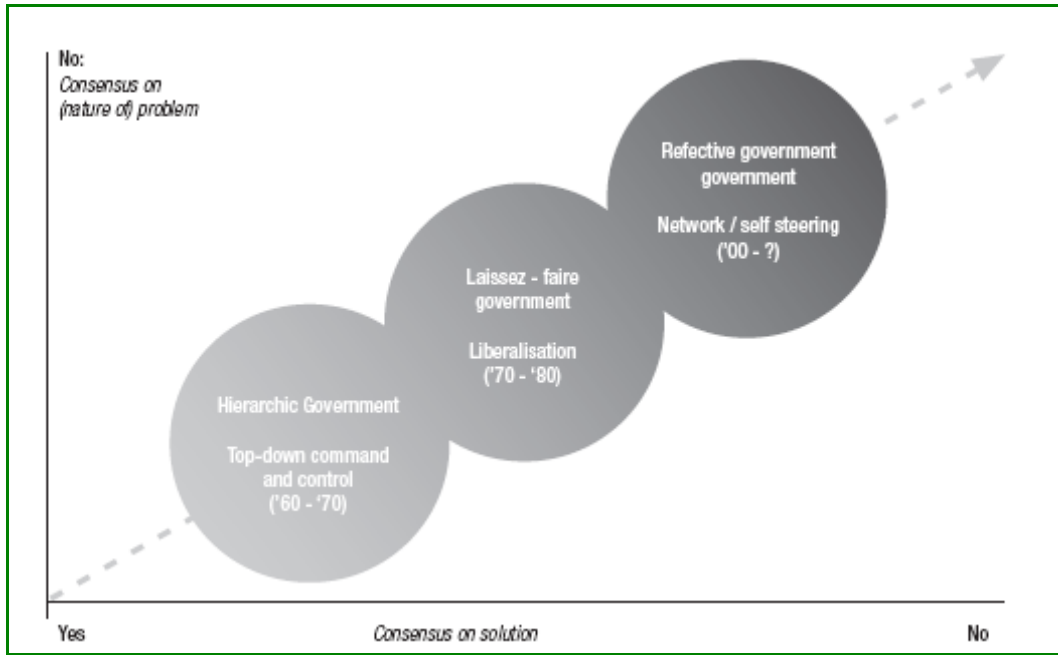 No:
Consensus on
(nature of) problem
Refective government
government
Network / self steering
('00 - ?)
Laissez - faire
government
Liberalisation
('70 - ‘80)
Hierarchic Government
Top-down command
and control
('60 - ‘70)
Yes
Consensus on solution
No